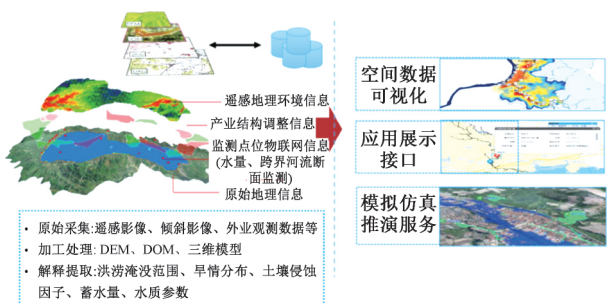 遥感地理环境信息
产业结构调整信息
监测点位物联网信息
(水量、跨界河流断
面监测)
原始地理信息
• 原始采集:遥感影像、倾斜影像、外业观测数据等
• 加工处理: DEM、DOM、三维模型
• 解释提取:洪涝淹没范围、旱情分布、土壤侵蚀
因子、蓄水量、水质参数
空间数据
可视化
应用展示
接口
模拟仿真
推演服务